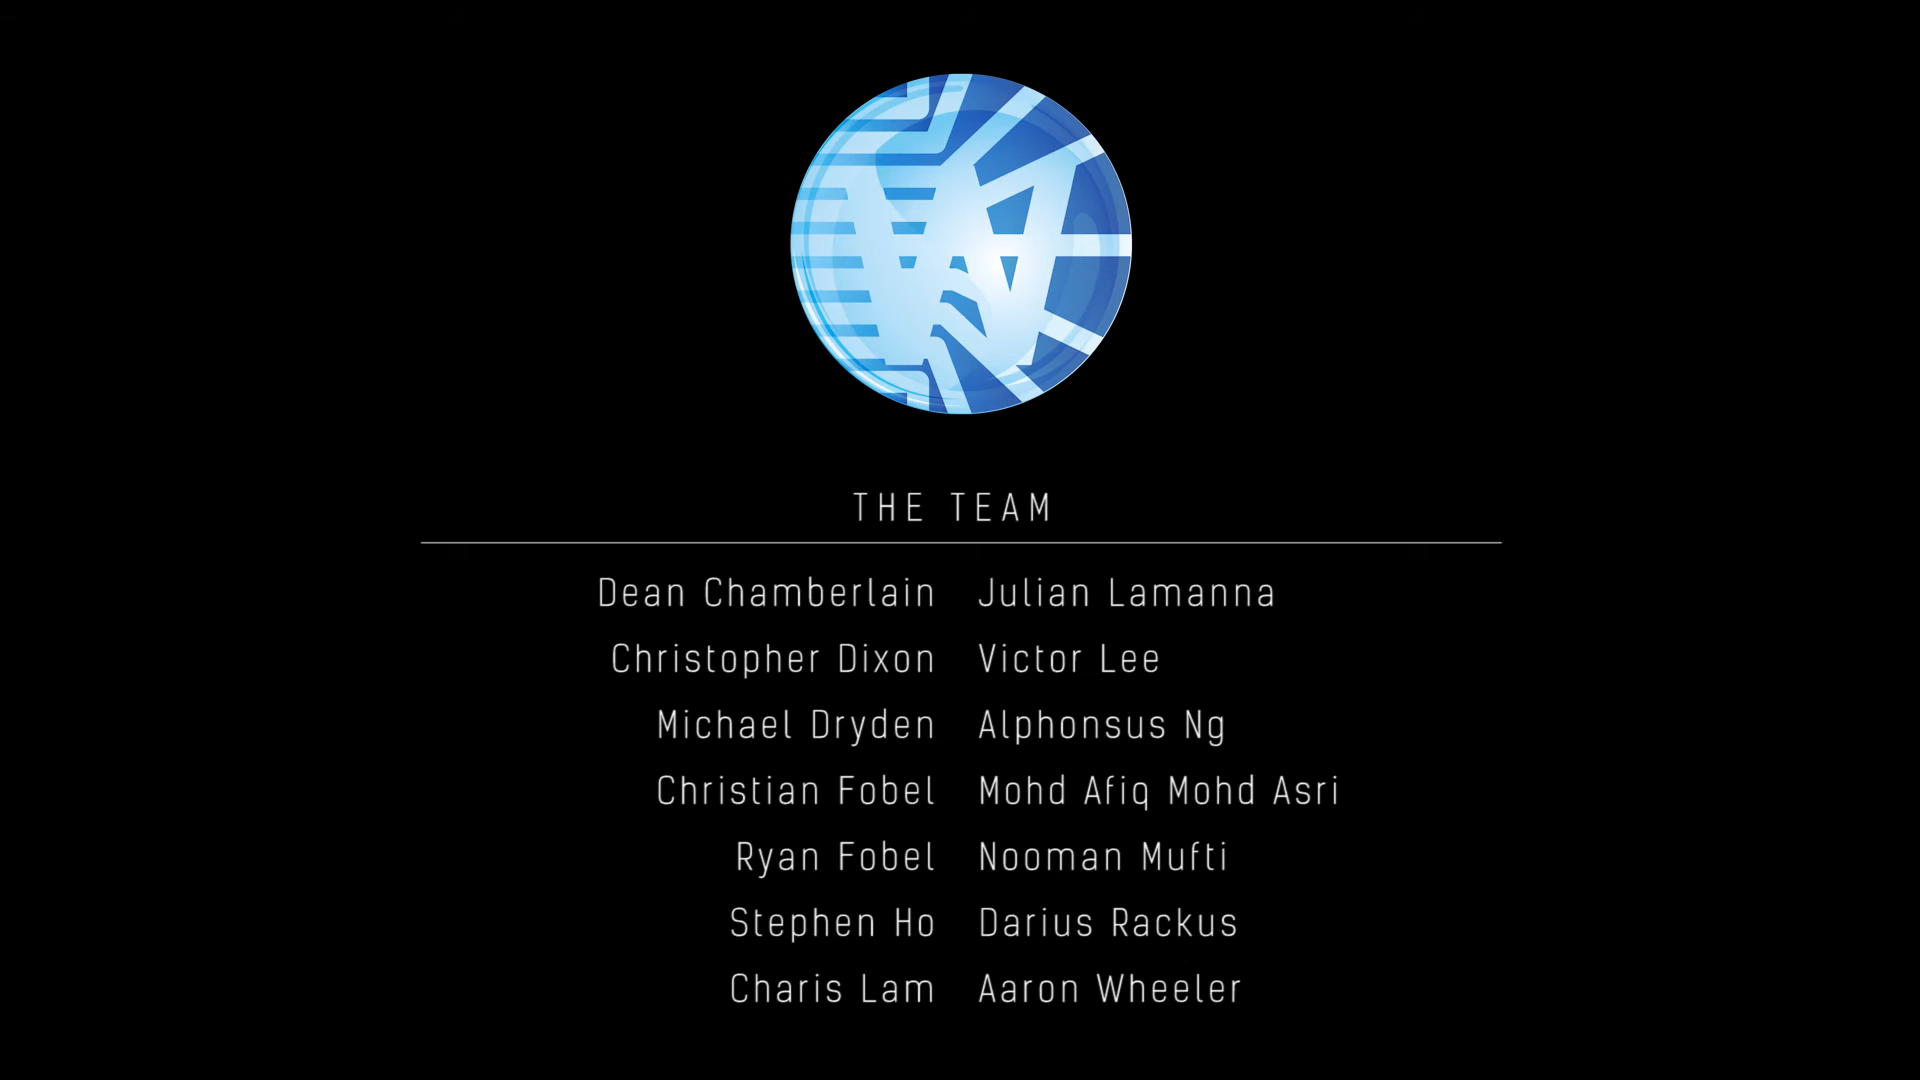 THE TEAM
Dean Chamberlain Julian Lamanna
Christopher Dixon Victor Lee
Michael Dryden Alphonsus Ng
Christian Fobel Mohd Afiq Mohd Asri
Ryan Fobel Nooman Mufti
Stephen Ho Darius Rackus
Charis Lam Aaron Wheeler